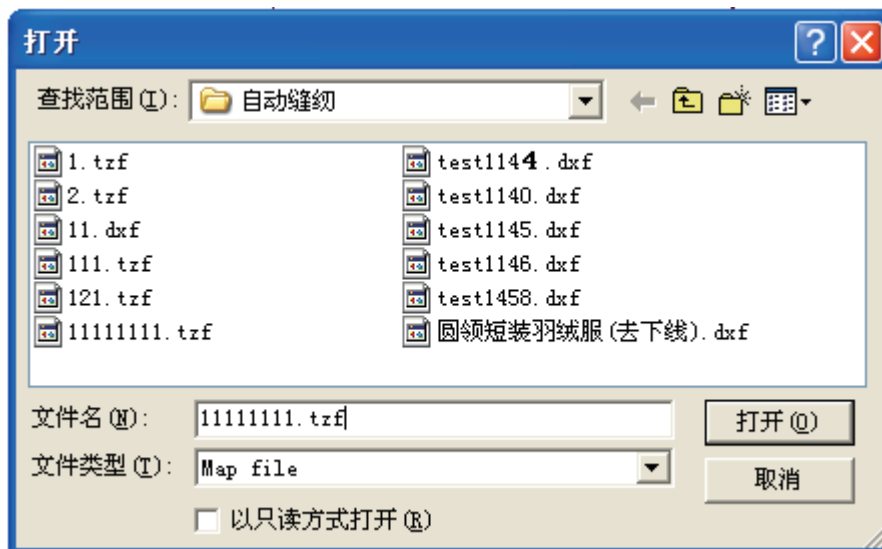 打开
查找范围(I): 自动缝纫
1.tzf
2.tzf
11.dxf
111.tzf
121.tzf
11111111.tzf
test1144.dxf
test1140.dxf
test1145.dxf
test1146.dxf
test1458.dxf
圆领短装羽绒服(去下线).dxf
文件名(N): 11111111.tzf
打开(O)
文件类型(T): Map file
取消
以只读方式打开(R)